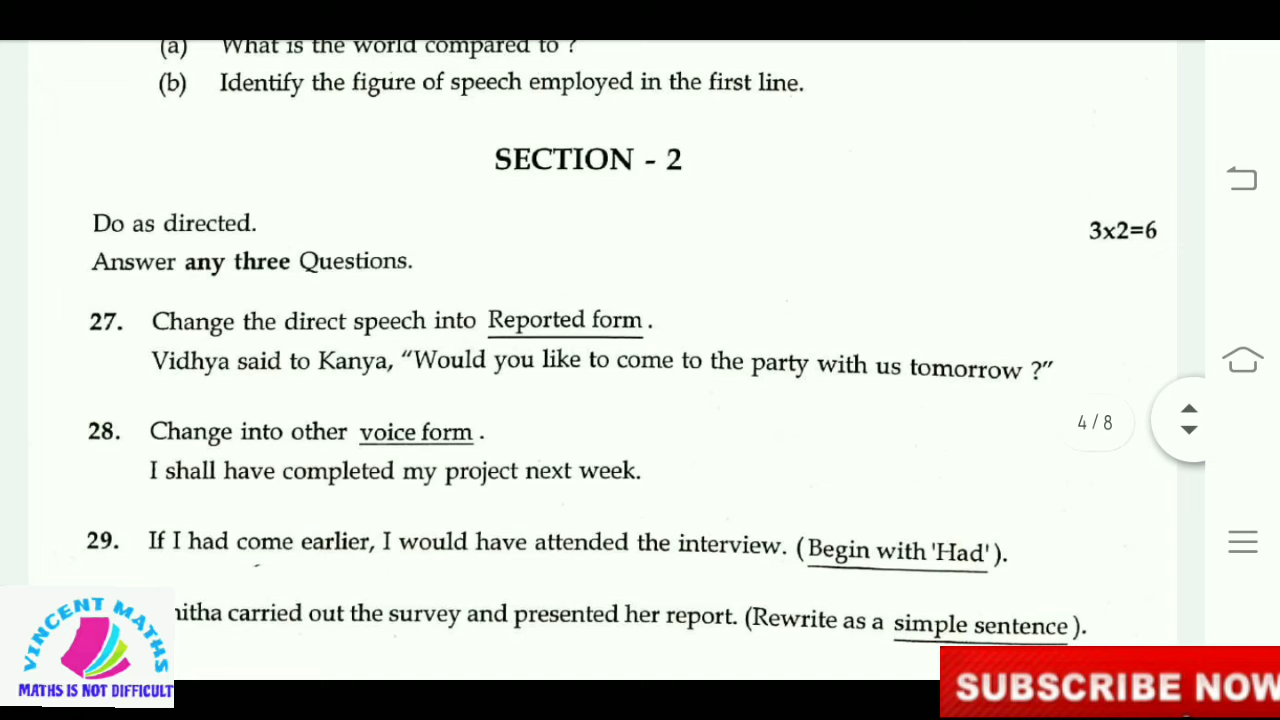 (a) What is the world compared to ?
(b) Identify the figure of speech employed in the first line.
SECTION - 2
Do as directed.
3x2=6
Answer any three Questions.
27. Change the direct speech into Reported form.
Vidhya said to Kanya, "Would you like to come to the party with us tomorrow ?"
28. Change into other voice form.
4 / 8
I shall have completed my project next week.
29. If I had come earlier, I would have attended the interview. (Begin with 'Had').
carried out the survey and presented her report. (Rewrite as a simple sentence).
VINCENT MATHS
MATHS IS NOT DIFFICULT
SUBSCRIBE NOW